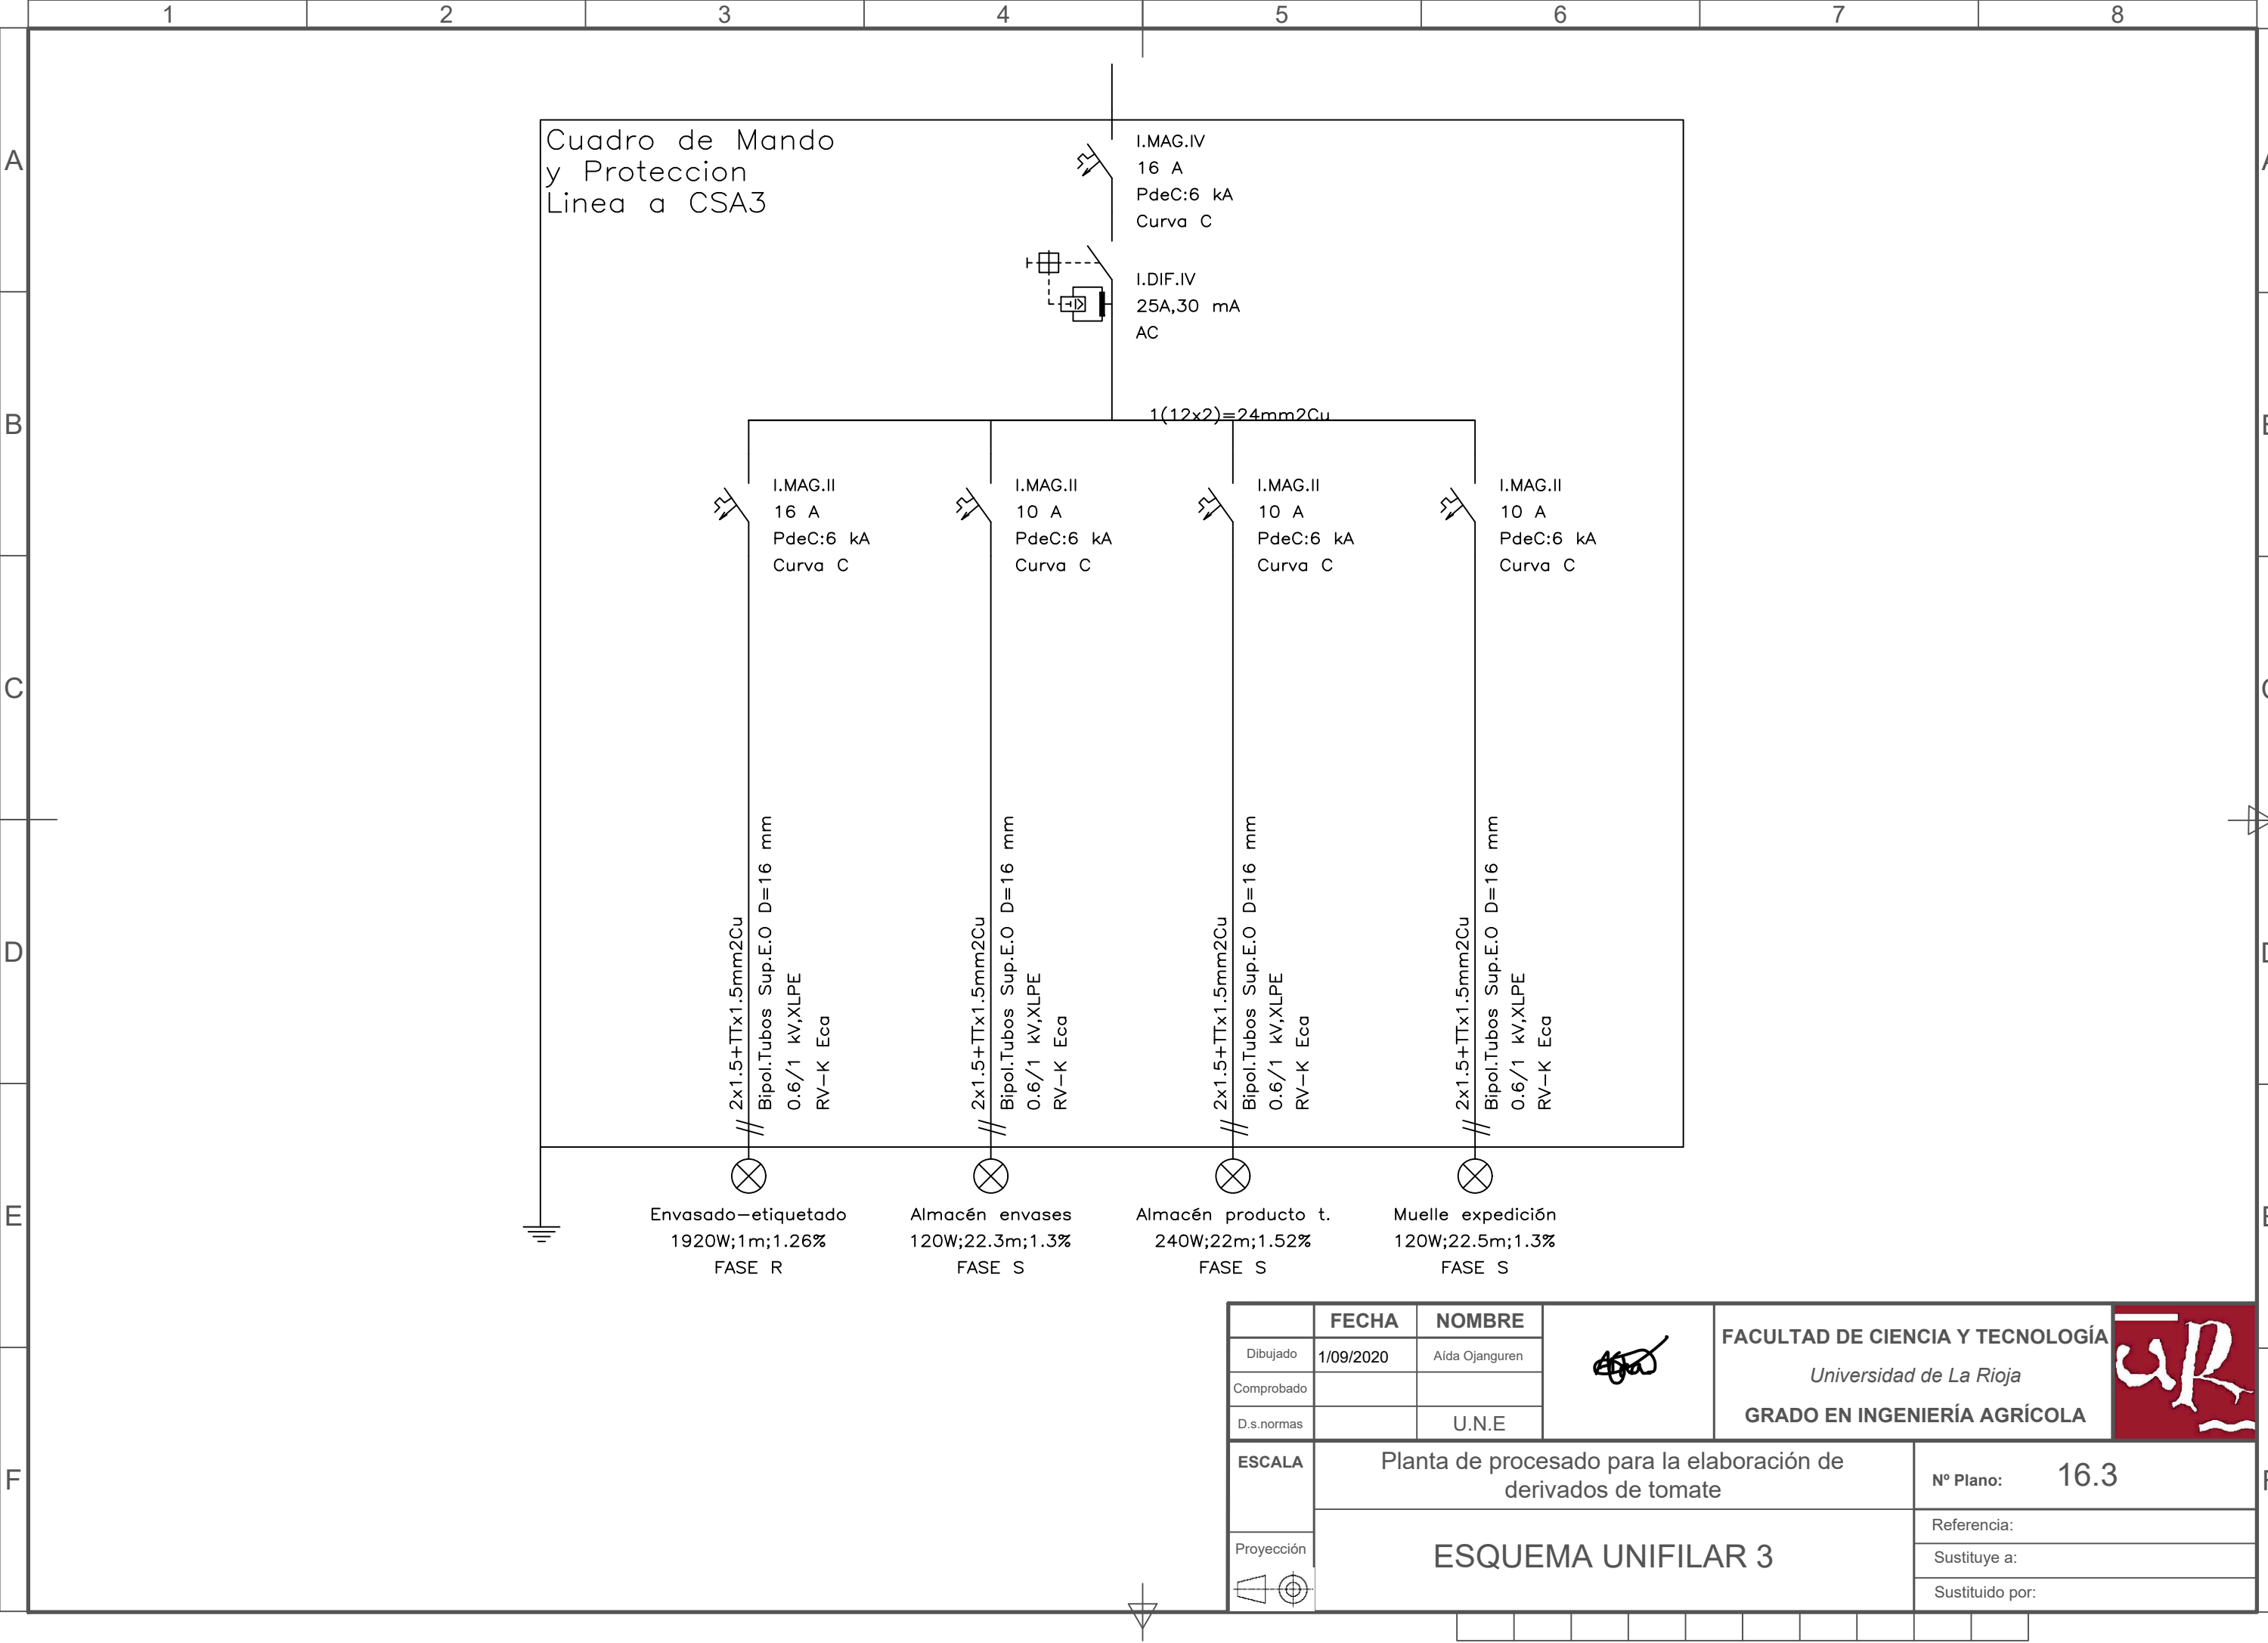 1 2 3 4 5 6 7 8
A
B
C
D
E
F
Cuadro de Mando
y Proteccion
Linea a CSA3
I.MAG.IV
16 A
PdeC:6 kA
Curva C
I.DIF.IV
25A,30 mA
AC
1(12x2)=24mm2Cu
I.MAG.II
16 A
PdeC:6 kA
Curva C
I.MAG.II
10 A
PdeC:6 kA
Curva C
I.MAG.II
10 A
PdeC:6 kA
Curva C
I.MAG.II
10 A
PdeC:6 kA
Curva C
2x1.5+TTx1.5mm2Cu
Bipol.Tubos Sup.E.O D=16 mm
0.6/1 kV,XLPE
RV-K Eca
2x1.5+TTx1.5mm2Cu
Bipol.Tubos Sup.E.O D=16 mm
0.6/1 kV,XLPE
RV-K Eca
2x1.5+TTx1.5mm2Cu
Bipol.Tubos Sup.E.O D=16 mm
0.6/1 kV,XLPE
RV-K Eca
2x1.5+TTx1.5mm2Cu
Bipol.Tubos Sup.E.O D=16 mm
0.6/1 kV,XLPE
RV-K Eca
Envasado-etiquetado
1920W;1m;1.26%
FASE R
Almacén envases
120W;22.3m;1.3%
FASE S
Almacén producto t.
240W;22m;1.52%
FASE S
Muelle expedición
120W;22.5m;1.3%
FASE S
FECHA NOMBRE
Dibujado 1/09/2020 Aída Ojanguren
Comprobado
D.s.normas U.N.E
FACULTAD DE CIENCIA Y TECNOLOGÍA
Universidad de La Rioja
GRADO EN INGENIERÍA AGRÍCOLA
UR
ESCALA
Planta de procesado para la elaboración de
derivados de tomate
Nº Plano: 16.3
Proyección
ESQUEMA UNIFILAR 3
Referencia:
Sustituye a:
Sustituido por: